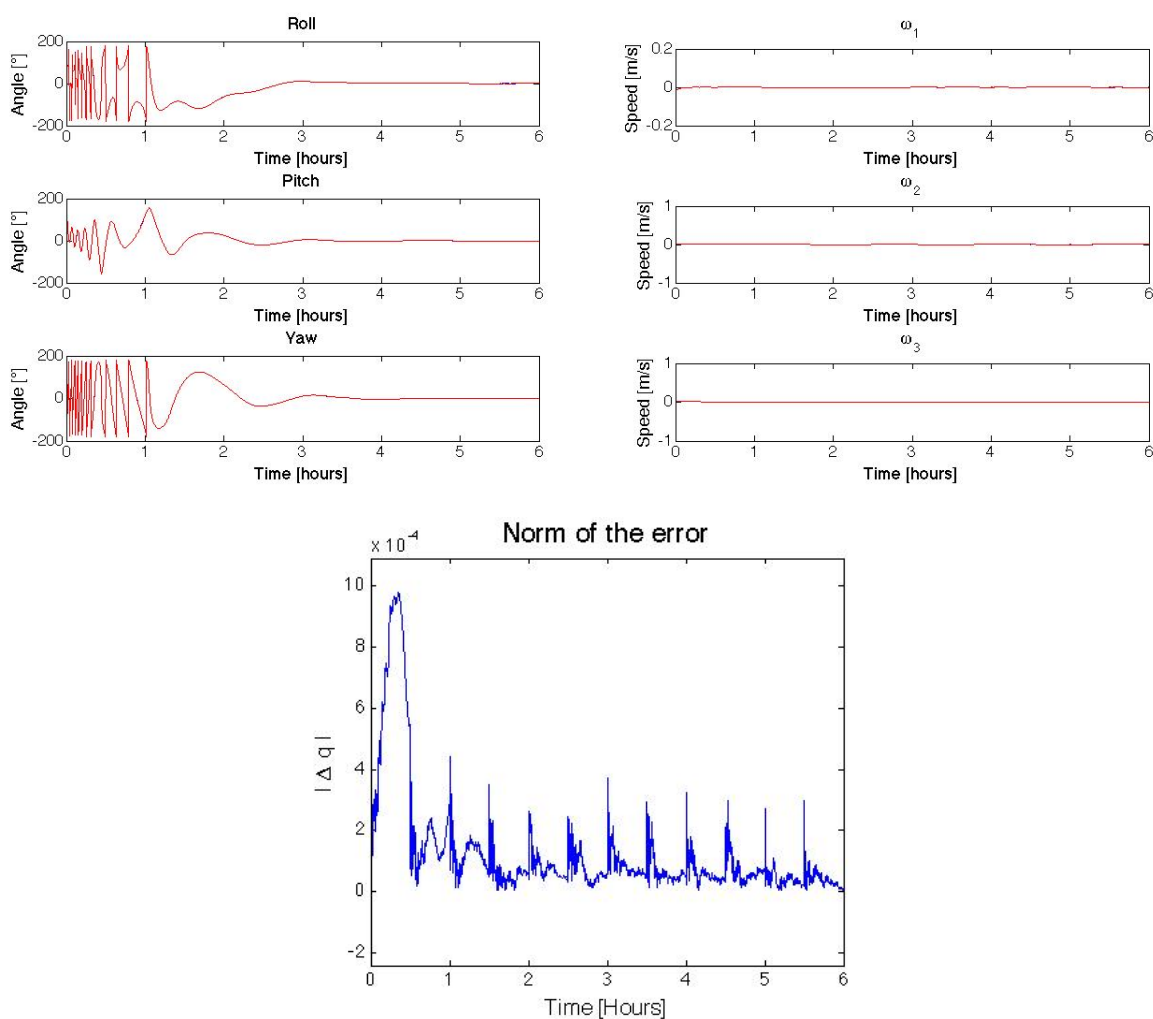 Roll
Angle [°]
200
0
-200
0 1 2 3 4 5 6
Time [hours]
Pitch
Angle [°]
200
0
-200
0 1 2 3 4 5 6
Time [hours]
Yaw
Angle [°]
200
0
-200
0 1 2 3 4 5 6
Time [hours]
ω1
Speed [m/s]
0.2
0
-0.2
0 1 2 3 4 5 6
Time [hours]
ω2
Speed [m/s]
1
0
-1
0 1 2 3 4 5 6
Time [hours]
ω3
Speed [m/s]
1
0
-1
0 1 2 3 4 5 6
Time [hours]
Norm of the error
x 10-4
| Δ q |
10
8
6
4
2
0
-2
0 1 2 3 4 5 6
Time [Hours]